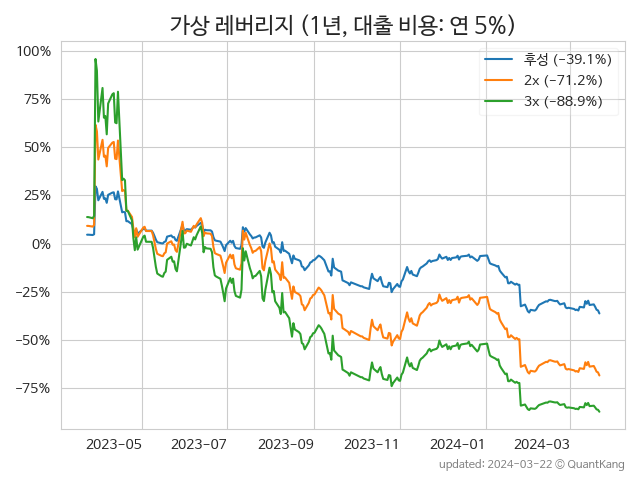 가상 레버리지 (1년, 대출 비용: 연 5%)
후성 (−39.1%)
2x (−71.2%)
3x (−88.9%)
100%
75%
50%
25%
0%
−25%
−50%
−75%
2023-05 2023-07 2023-09 2023-11 2024-01 2024-03
updated: 2024-03-22 © QuantKang